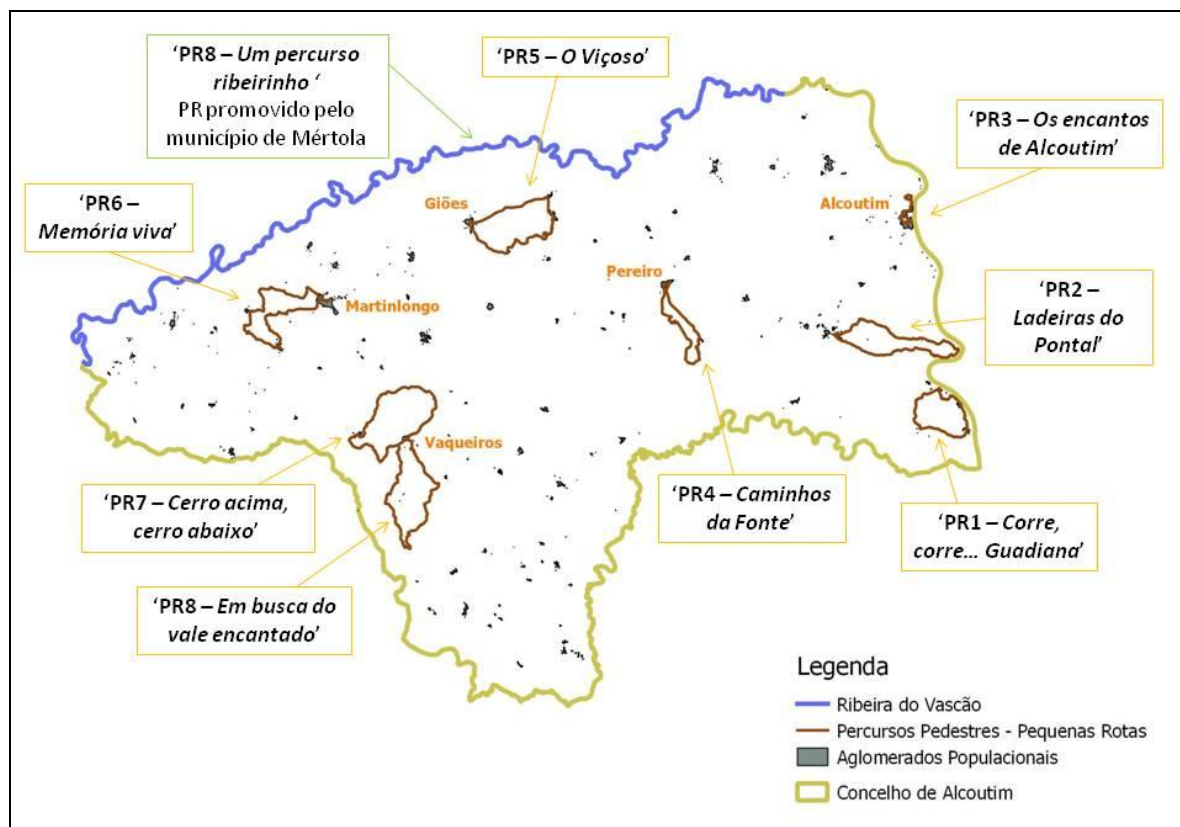 ‘PR8 – Um percurso
ribeirinho ‘
PR promovido pelo
município de Mértola
‘PR5 – O Viçoso’
‘PR3 – Os encantos
de Alcoutim’
‘PR6 –
Memória viva’
Giões
Alcoutim
Pereiro
Martinlongo
‘PR2 –
Ladeiras do
Pontal’
Vaqueiros
‘PR7 – Cerro acima,
cerro abaixo’
‘PR4 – Caminhos
da Fonte’
‘PR1 – Corre,
corre... Guadiana’
‘PR8 – Em busca do
vale encantado’
Legenda
Ribeira do Vascão
Percursos Pedestres - Pequenas Rotas
Aglomerados Populacionais
Concelho de Alcoutim